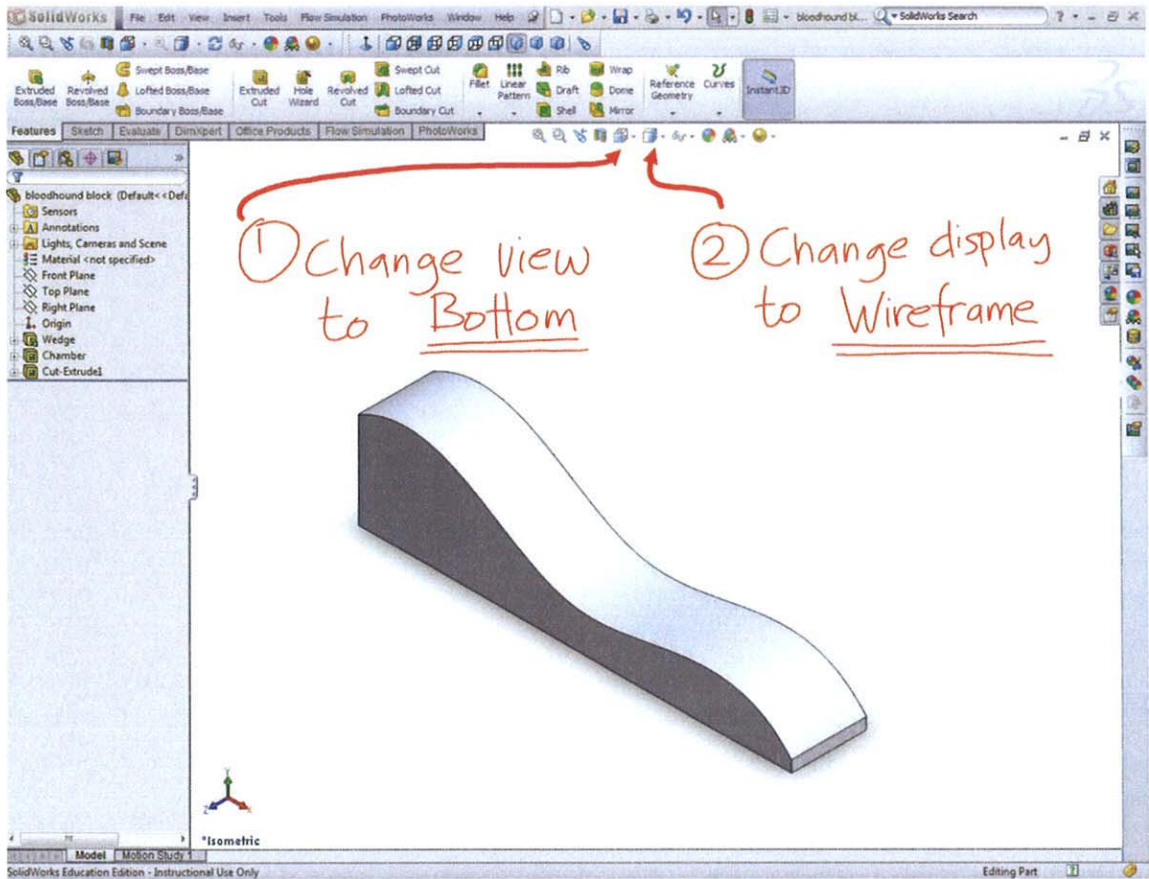 SolidWorks File Edit View Insert Tools Flow Simulation PhotoWorks Window Help bloodhound bl... SolidWorks Search ?
Extruded Boss/Base
Revolved Boss/Base
Swept Boss/Base
Lofted Boss/Base
Boundary Boss/Base
Extruded Cut
Hole Wizard
Revolved Cut
Swept Cut
Lofted Cut
Boundary Cut
Fillet
Linear Pattern
Rib
Draft
Shell
Wrap
Dome
Mirror
Reference Geometry
Curves
Instant3D
Features Sketch Evaluate DimXpert Office Products Flow Simulation PhotoWorks
bloodhound block (Default<<Defa
Sensors
A Annotations
Lights, Cameras and Scene
Material <not specified>
Front Plane
Top Plane
Right Plane
Origin
Wedge
Chamber
Cut-Extrude1
1 Change view
to Bottom
2 Change display
to Wireframe
Y
Z
X
*Isometric
Model Motion Study 1
SolidWorks Education Edition - Instructional Use Only Editing Part